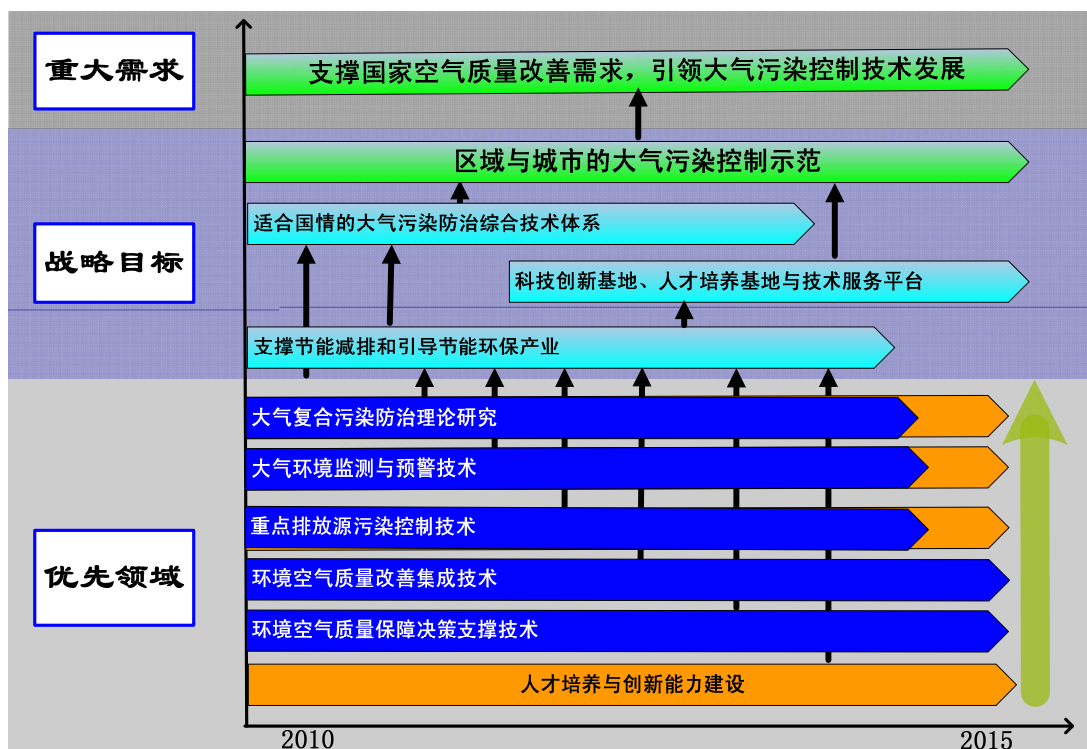 重大需求
支撑国家空气质量改善需求，引领大气污染控制技术发展
区域与城市的大气污染控制示范
适合国情的大气污染防治综合技术体系
战略目标
科技创新基地、人才培养基地与技术服务平台
支撑节能减排和引导节能环保产业
大气复合污染防治理论研究
大气环境监测与预警技术
重点排放源污染控制技术
优先领域
环境空气质量改善集成技术
环境空气质量保障决策支撑技术
人才培养与创新能力建设
2010
2015